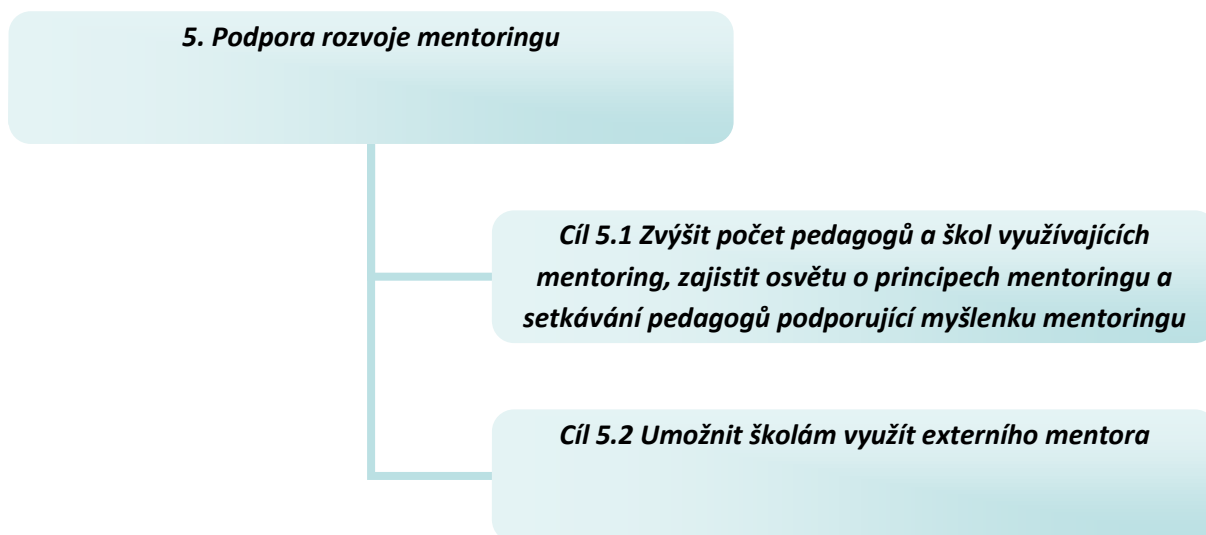 5. Podpora rozvoje mentoringu
Cíl 5.1 Zvýšit počet pedagogů a škol využívajících
mentoring, zajistit osvětu o principech mentoringu a
setkávání pedagogů podporující myšlenku mentoringu
Cíl 5.2 Umožnit školám využít externího mentora